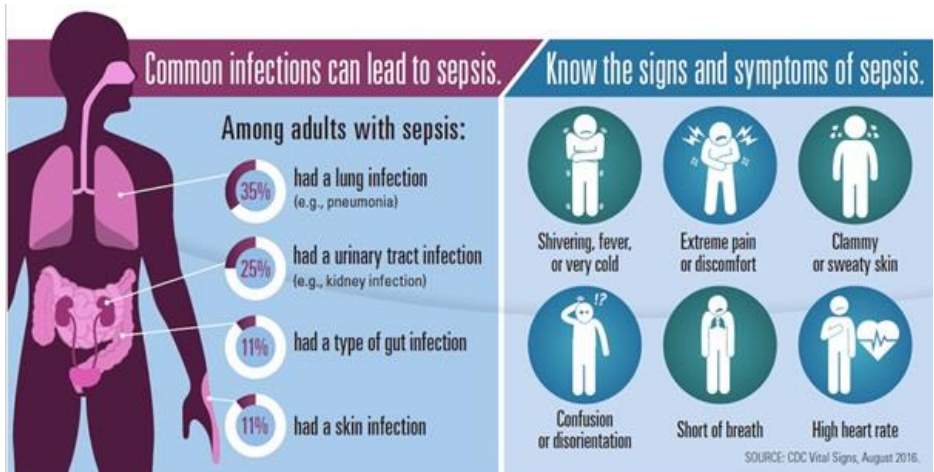 Common infections can lead to sepsis.
Among adults with sepsis:
35%
had a lung infection
(e.g., pneumonia)
25%
had a urinary tract infection
(e.g., kidney infection)
11%
had a type of gut infection
11%
had a skin infection
Know the signs and symptoms of sepsis.
Shivering, fever,
or very cold
Extreme pain
or discomfort
Clammy
or sweaty skin
!?
Confusion
or disorientation
Short of breath
High heart rate
SOURCE: CDC Vital Signs, August 2016.